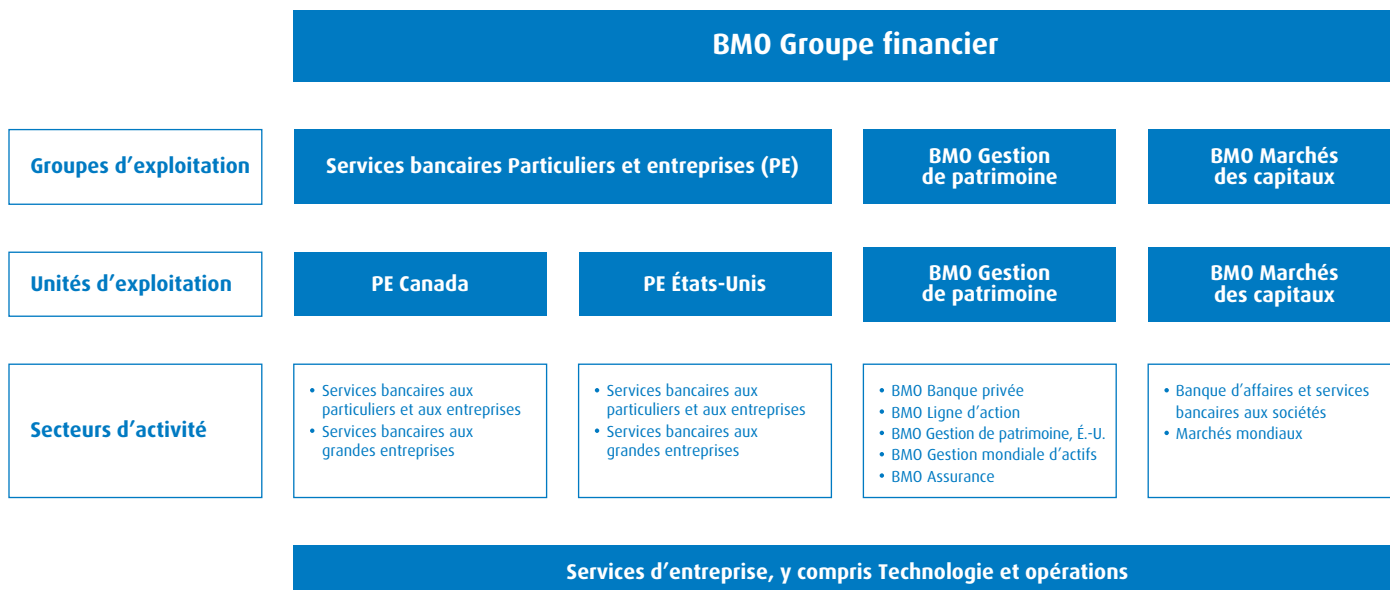 BMO Groupe financier
Groupes d'exploitation
Services bancaires Particuliers et entreprises (PE)
BMO Gestion
de patrimoine
BMO Marchés
des capitaux
Unités d'exploitation
PE Canada
PE États-Unis
BMO Gestion
de patrimoine
BMO Marchés
des capitaux
Secteurs d'activité
• Services bancaires aux
particuliers et aux entreprises
• Services bancaires aux
grandes entreprises
• Services bancaires aux
particuliers et aux entreprises
• Services bancaires aux
grandes entreprises
• BMO Banque privée
• BMO Ligne d'action
• BMO Gestion de patrimoine, É.-U.
• BMO Gestion mondiale d'actifs
• BMO Assurance
• Banque d'affaires et services
bancaires aux sociétés
• Marchés mondiaux
Services d'entreprise, y compris Technologie et opérations